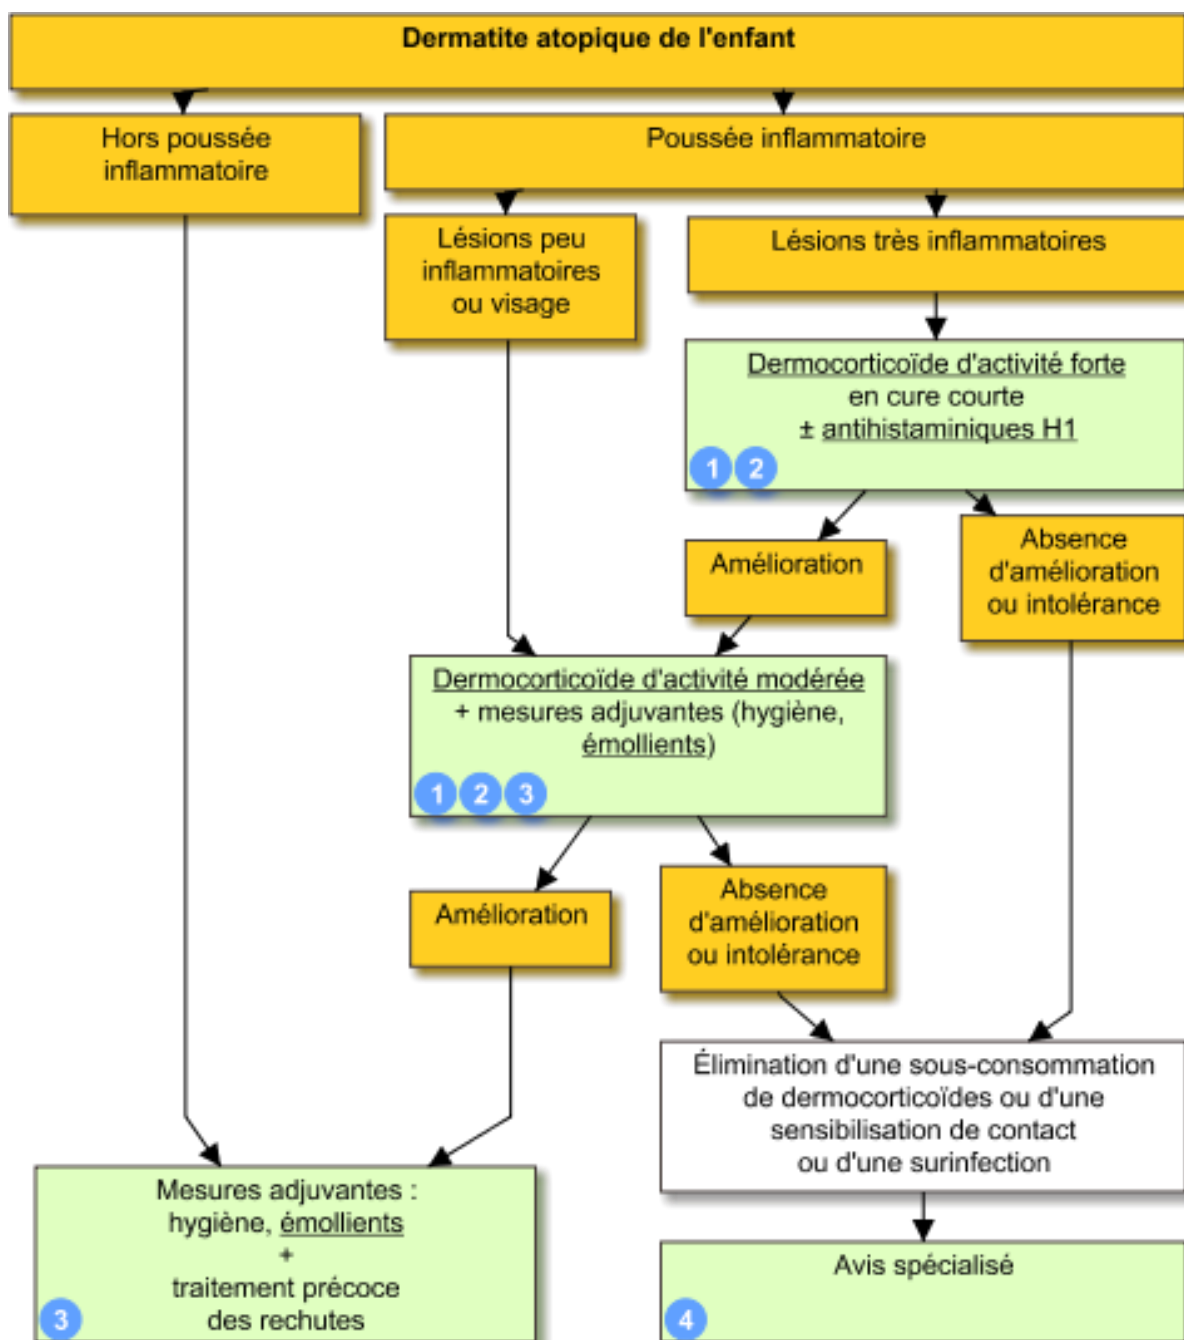 Dermatite atopique de l'enfant
Hors poussée
inflammatoire
Poussée inflammatoire
Lésions peu
inflammatoires
ou visage
Lésions très inflammatoires
Dermocorticoïde d'activité forte
en cure courte
± antihistaminiques H1
1 2
Amélioration
Absence
d'amélioration
ou intolérance
Dermocorticoïde d'activité modérée
+ mesures adjuvantes (hygiène,
émollients)
1 2 3
Amélioration
Absence
d'amélioration
ou intolérance
Élimination d'une sous-consommation
de dermocorticoïdes ou d'une
sensibilisation de contact
ou d'une surinfection
Mesures adjuvantes :
hygiène, émollients
+
traitement précoce
des rechutes
3
Avis spécialisé
4